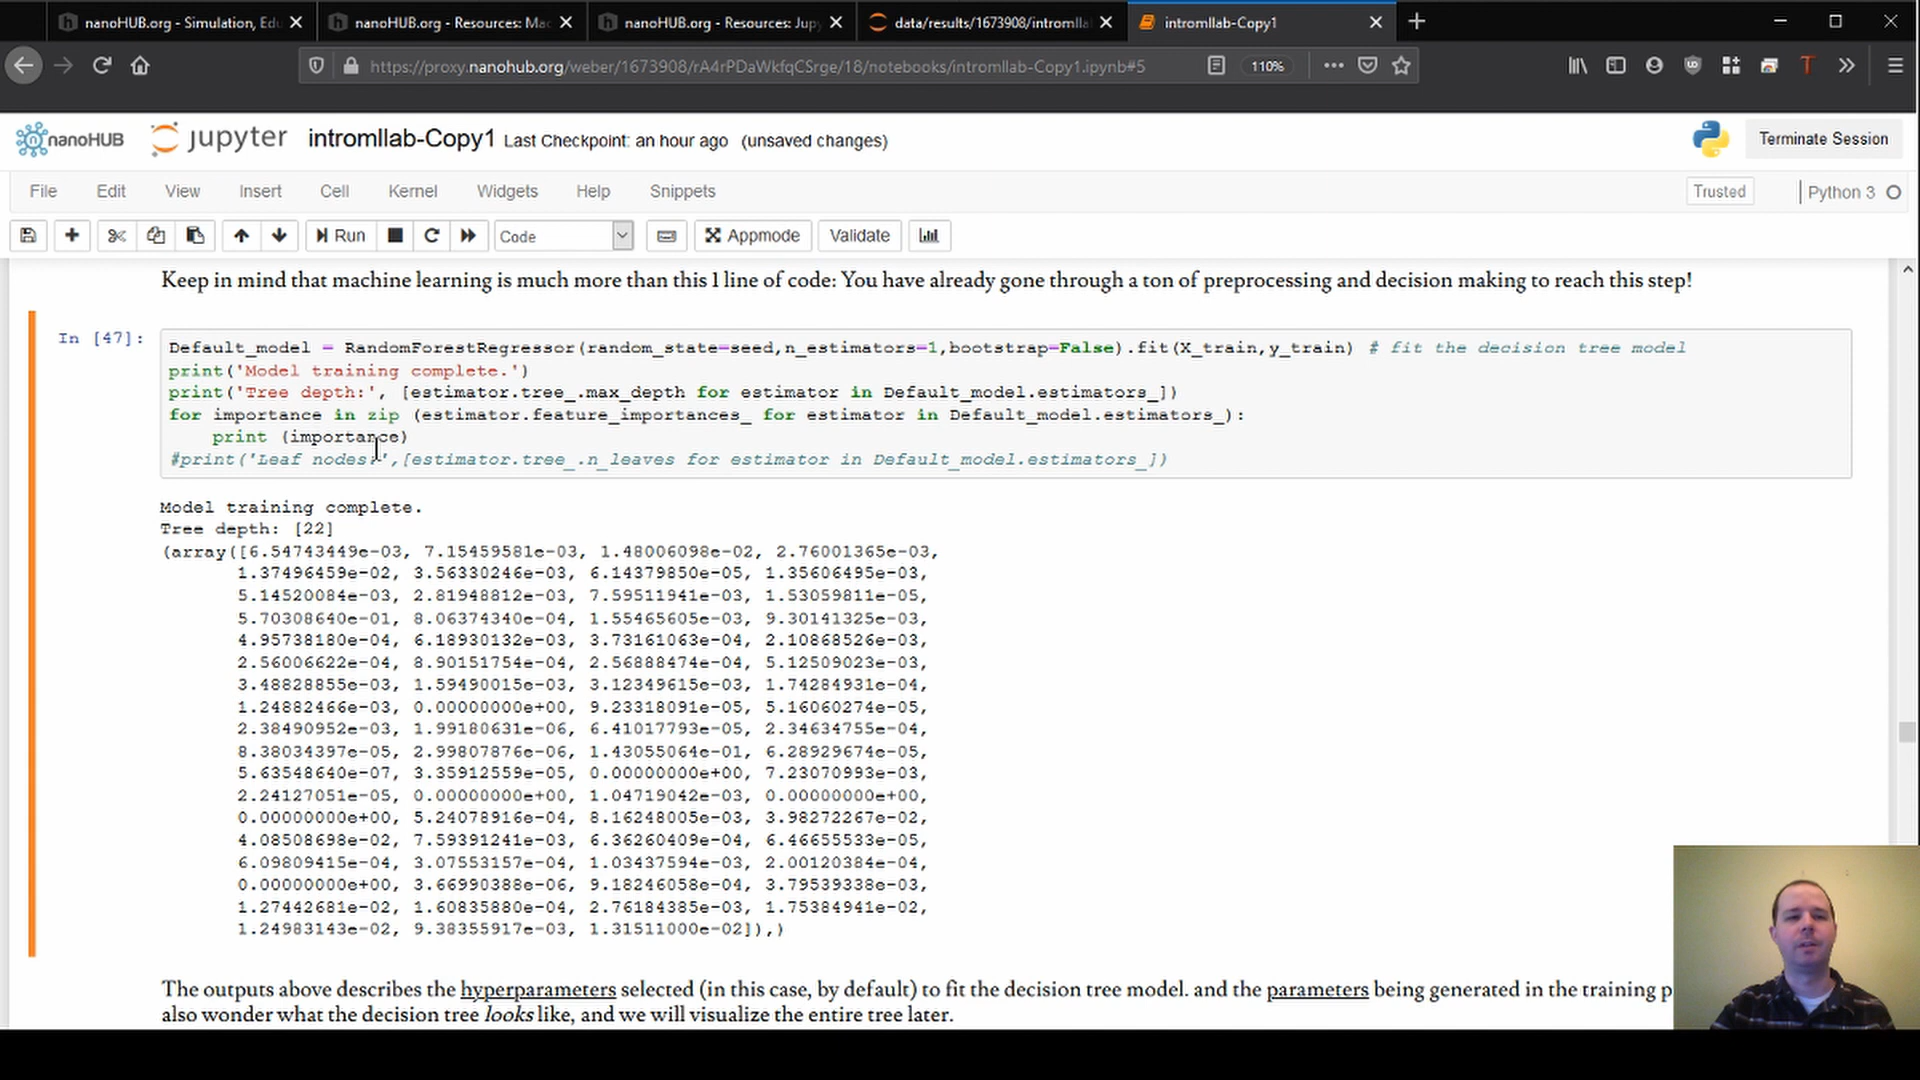 nanoHUB.org - Simulation, Edu
nanoHUB.org - Resources: Mac
nanoHUB.org - Resources: Jupy
data/results/1673908/intromllab
intromllab-Copy1
https://proxy.nanohub.org/weber/1673908/rA4rPDaWkfqCSrge/18/notebooks/intromllab-Copy1.ipynb#5
110%
nanoHUB
jupyter
intromllab-Copy1 Last Checkpoint: an hour ago (unsaved changes)
Terminate Session
File Edit View Insert Cell Kernel Widgets Help Snippets
Trusted
Python 3
Run
Code
Appmode
Validate
Keep in mind that machine learning is much more than this 1 line of code: You have already gone through a ton of preprocessing and decision making to reach this step!
In [47]:
Default_model = RandomForestRegressor(random_state=seed,n_estimators=1,bootstrap=False).fit(X_train,y_train) # fit the decision tree model
print('Model training complete.')
print('Tree depth:', [estimator.tree_.max_depth for estimator in Default_model.estimators_])
for importance in zip (estimator.feature_importances_ for estimator in Default_model.estimators_):
print (importance)
#print('Leaf nodes:',[estimator.tree_.n_leaves for estimator in Default_model.estimators_])
Model training complete.
Tree depth: [22]
(array([6.54743449e-03, 7.15459581e-03, 1.48006098e-02, 2.76001365e-03,
1.37496459e-02, 3.56330246e-03, 6.14379850e-05, 1.35606495e-03,
5.14520084e-03, 2.81948812e-03, 7.59511941e-03, 1.53059811e-05,
5.70308640e-01, 8.06374340e-04, 1.55465605e-03, 9.30141325e-03,
4.95738180e-04, 6.18930132e-03, 3.73161063e-04, 2.10868526e-03,
2.56006622e-04, 8.90151754e-04, 2.56888474e-04, 5.12509023e-03,
3.48828855e-03, 1.59490015e-03, 3.12349615e-03, 1.74284931e-04,
1.24882466e-03, 0.00000000e+00, 9.23318091e-05, 5.16060274e-05,
2.38490952e-03, 1.99180631e-06, 6.41017793e-05, 2.34634755e-04,
8.38034397e-05, 2.99807876e-06, 1.43055064e-01, 6.28929674e-05,
5.63548640e-07, 3.35912559e-05, 0.00000000e+00, 7.23070993e-03,
2.24127051e-05, 0.00000000e+00, 1.04719042e-03, 0.00000000e+00,
0.00000000e+00, 5.24078916e-04, 8.16248005e-03, 3.98272267e-02,
4.08508698e-02, 7.59391241e-03, 6.36260409e-04, 6.46655533e-05,
6.09809415e-04, 3.07553157e-04, 1.03437594e-03, 2.00120384e-04,
0.00000000e+00, 3.66990388e-06, 9.18246058e-04, 3.79539338e-03,
1.27442681e-02, 1.60835880e-04, 2.76184385e-03, 1.75384941e-02,
1.24983143e-02, 9.38355917e-03, 1.31511000e-02]),)
The outputs above describes the hyperparameters selected (in this case, by default) to fit the decision tree model. and the parameters being generated in the training p
also wonder what the decision tree looks like, and we will visualize the entire tree later.